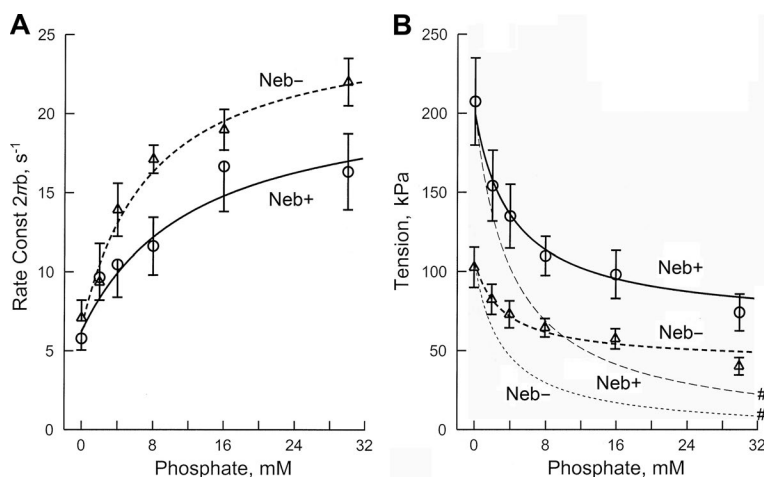 A
Rate Const 2πb, s⁻¹
25
20
15
10
5
0
Neb–
Neb+
0 8 16 24 32
Phosphate, mM
B
Tension, kPa
250
200
150
100
50
0
Neb+
Neb–
Neb+
Neb–
#
#
0 8 16 24 32
Phosphate, mM